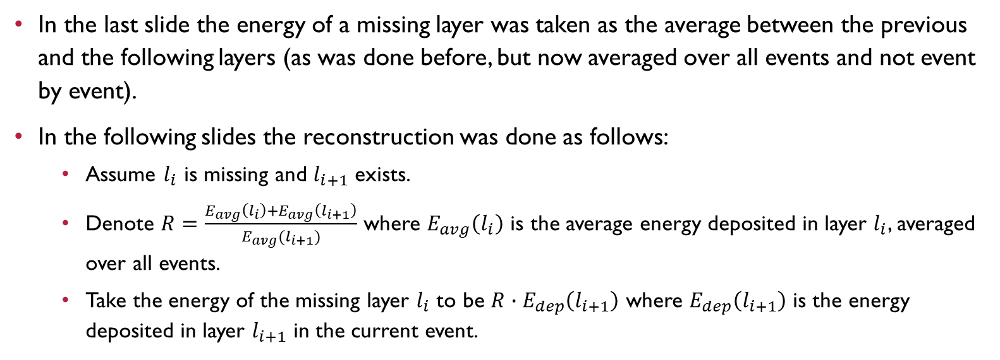 • In the last slide the energy of a missing layer was taken as the average between the previous
and the following layers (as was done before, but now averaged over all events and not event
by event).
• In the following slides the reconstruction was done as follows:
• Assume $l_i$ is missing and $l_{i+1}$ exists.
• Denote $R = \frac{E_{avg}(l_i)+E_{avg}(l_{i+1})}{E_{avg}(l_{i+1})}$ where $E_{avg}(l_i)$ is the average energy deposited in layer $l_i$, averaged
over all events.
• Take the energy of the missing layer $l_i$ to be $R \cdot E_{dep}(l_{i+1})$ where $E_{dep}(l_{i+1})$ is the energy
deposited in layer $l_{i+1}$ in the current event.